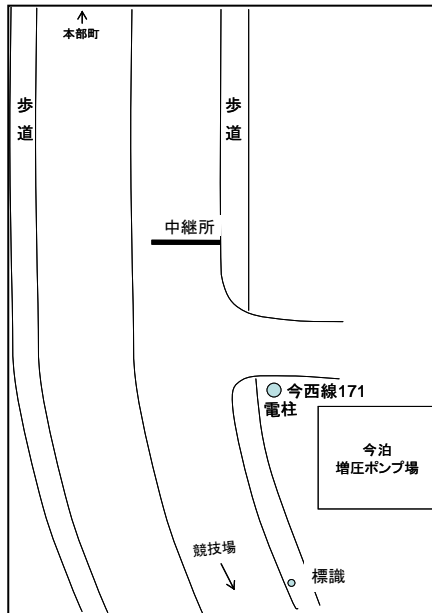 本部町
歩道
歩道
中継所
今西線171
電柱
今泊
増圧ポンプ場
競技場
標識